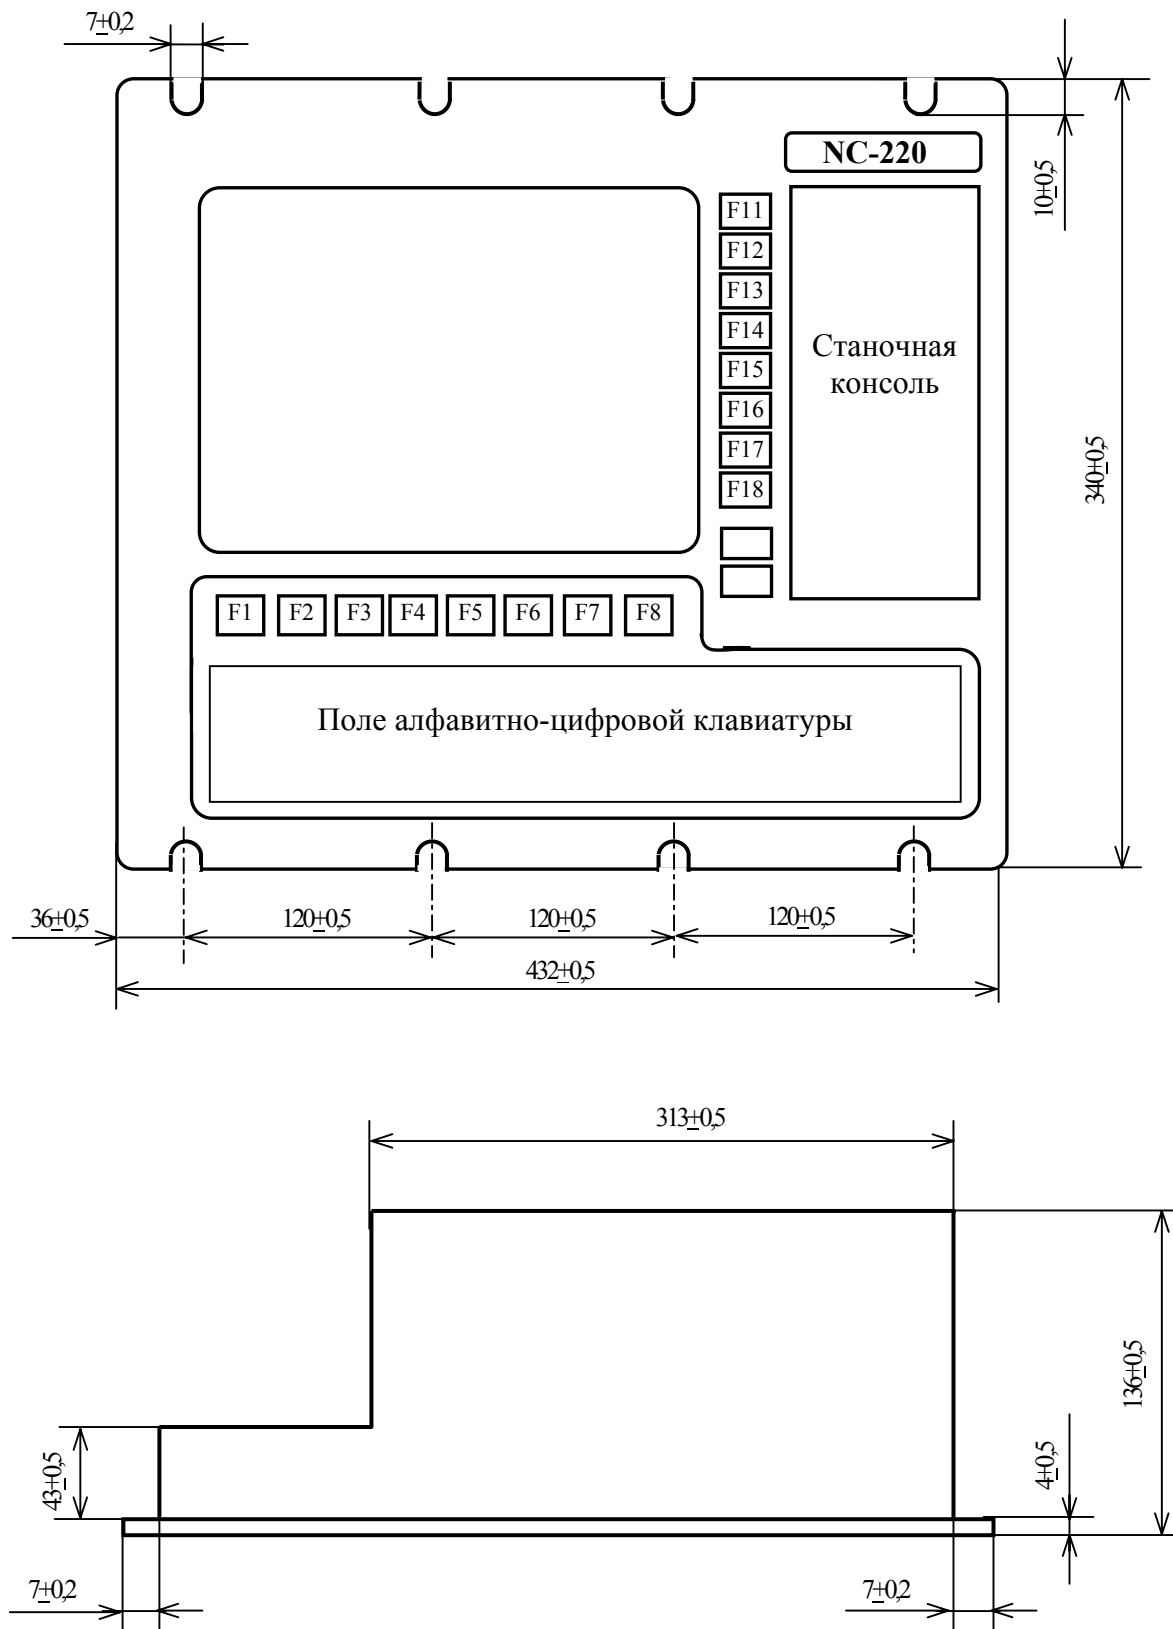 7±0,2
NC-220
10±0,5
F11
F12
F13
F14
F15
F16
F17
F18
Станочная
консоль
340±0,5
F1 F2 F3 F4 F5 F6 F7 F8
Поле алфавитно-цифровой клавиатуры
36±0,5 120±0,5 120±0,5 120±0,5
432±0,5
313±0,5
136±0,5
43±0,5
4±0,5
7±0,2 7±0,2